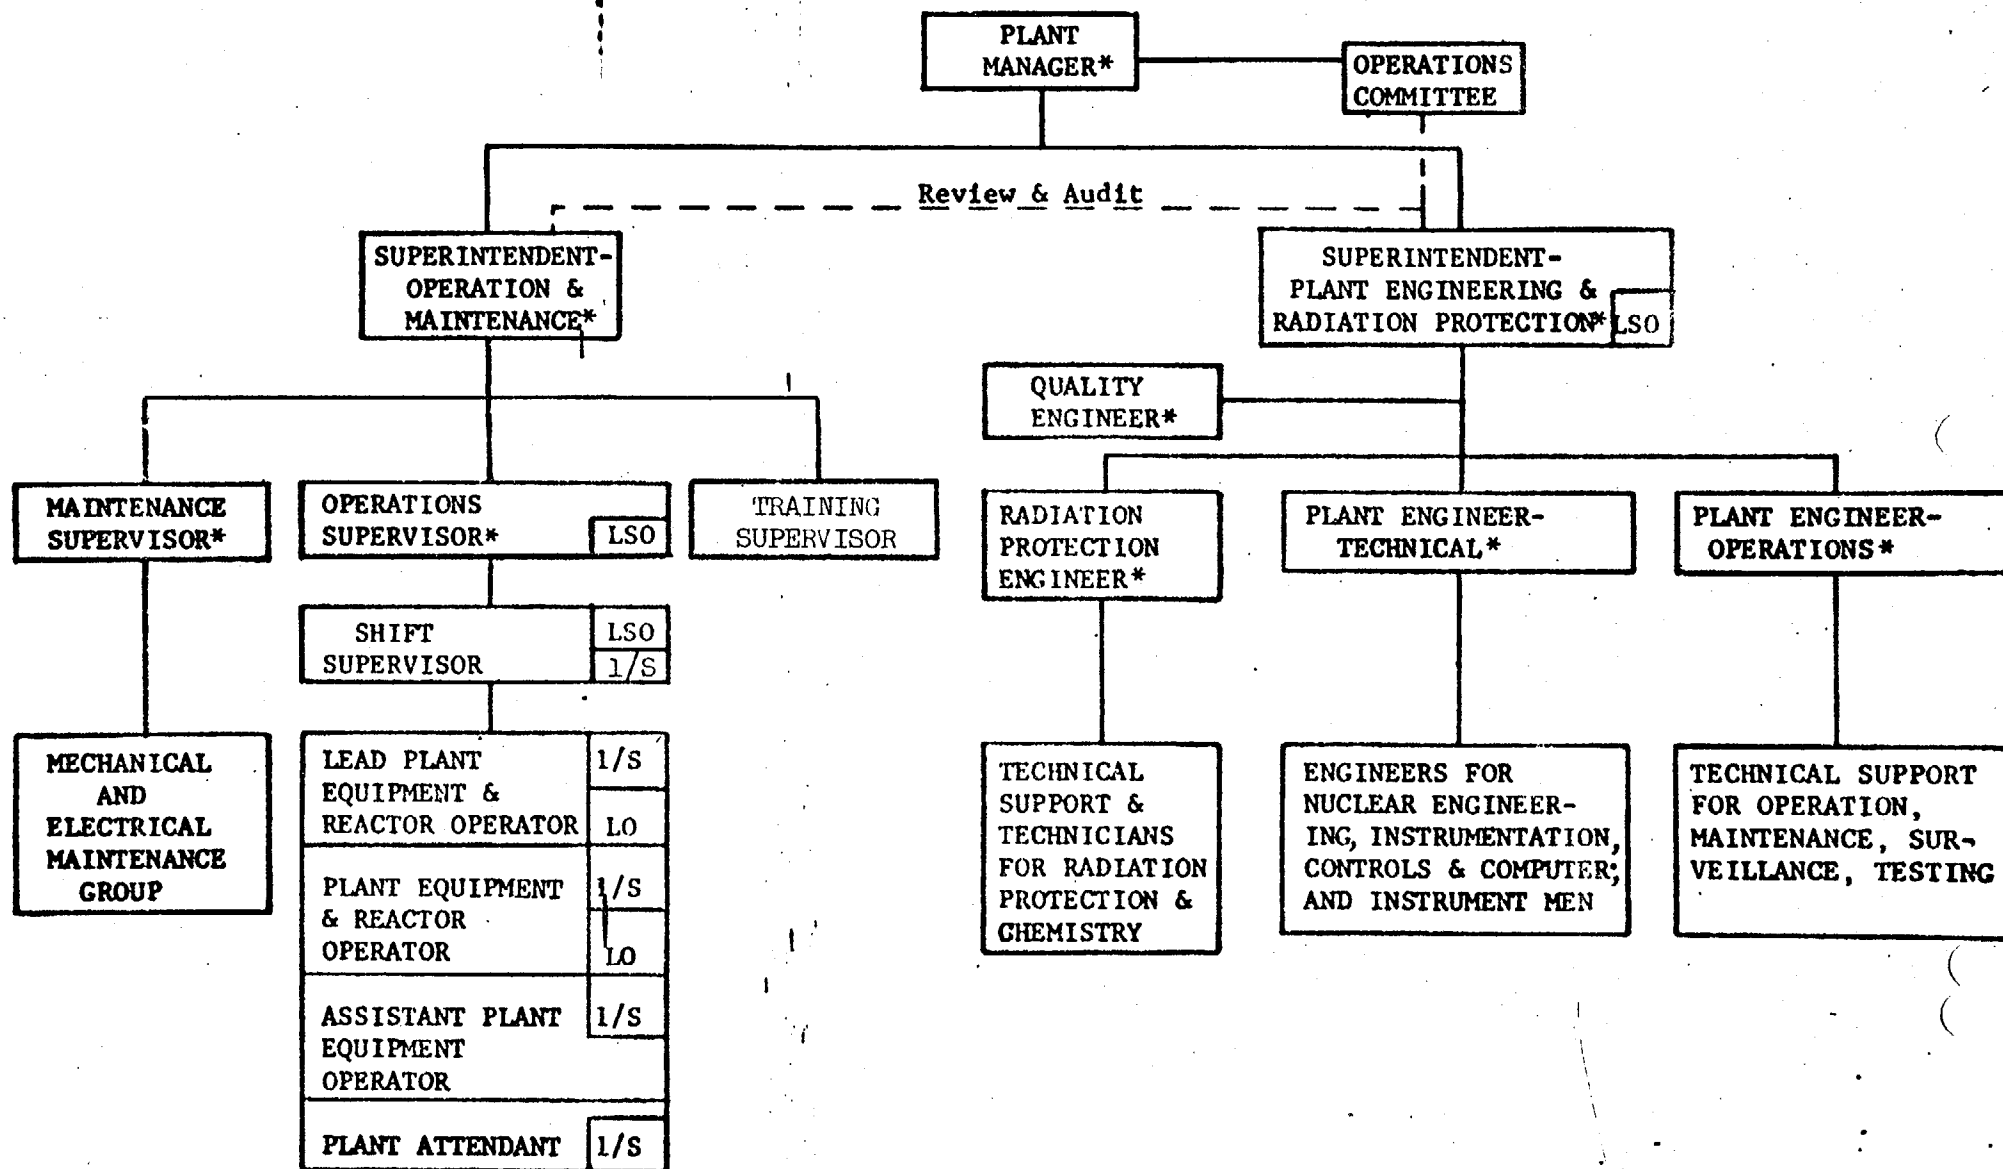 PLANT
MANAGER*
OPERATIONS
COMMITTEE
Review & Audit
SUPERINTENDENT-
OPERATION &
MAINTENANCE*
SUPERINTENDENT-
PLANT ENGINEERING &
RADIATION PROTECTION*
LSO
QUALITY
ENGINEER*
MAINTENANCE
SUPERVISOR*
OPERATIONS
SUPERVISOR*
LSO
TRAINING
SUPERVISOR
RADIATION
PROTECTION
ENGINEER*
PLANT ENGINEER-
TECHNICAL*
PLANT ENGINEER-
OPERATIONS*
SHIFT
SUPERVISOR
LSO
1/S
MECHANICAL
AND
ELECTRICAL
MAINTENANCE
GROUP
LEAD PLANT
EQUIPMENT &
REACTOR OPERATOR
1/S
LO
PLANT EQUIPMENT
& REACTOR
OPERATOR
1/S
LO
ASSISTANT PLANT
EQUIPMENT
OPERATOR
1/S
PLANT ATTENDANT
1/S
TECHNICAL
SUPPORT &
TECHNICIANS
FOR RADIATION
PROTECTION &
CHEMISTRY
ENGINEERS FOR
NUCLEAR ENGINEER-
ING, INSTRUMENTATION,
CONTROLS & COMPUTER;
AND INSTRUMENT MEN
TECHNICAL SUPPORT
FOR OPERATION,
MAINTENANCE, SUR-
VEILLANCE, TESTING